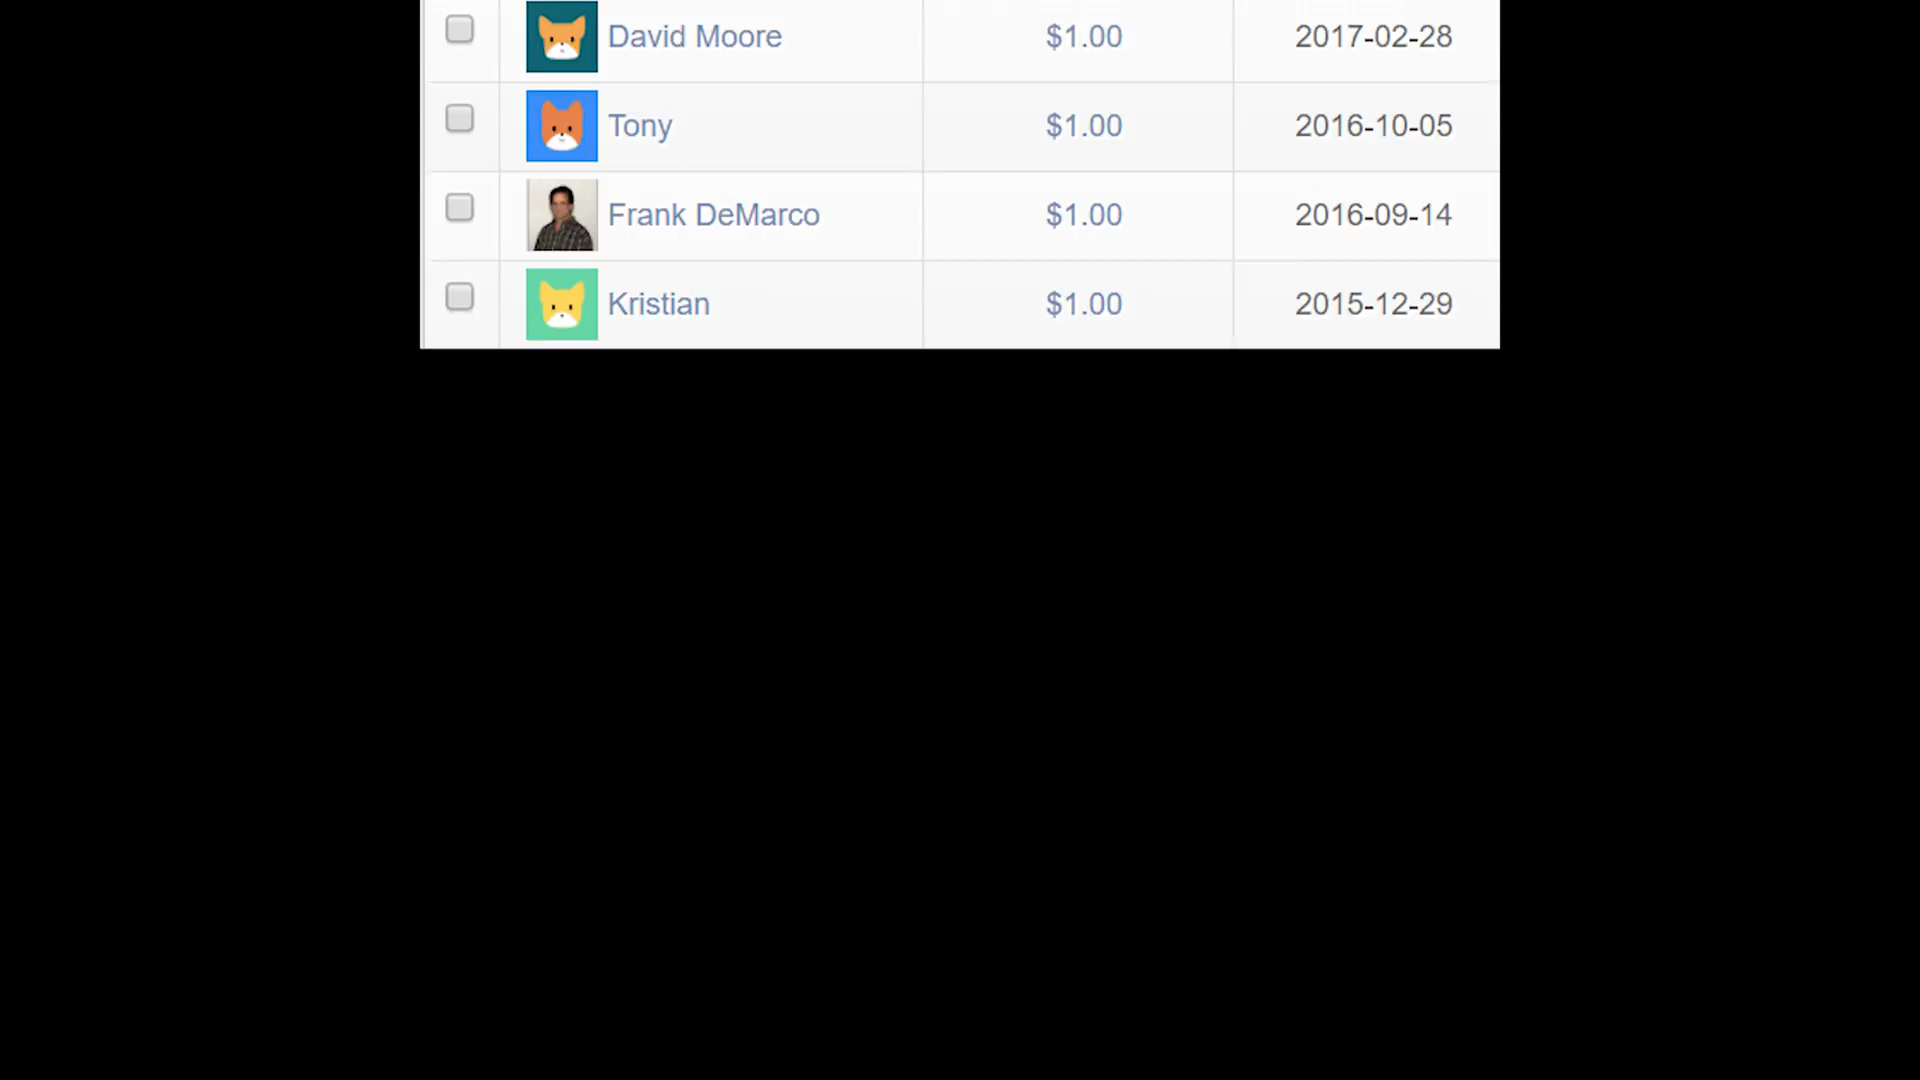 David Moore $1.00 2017-02-28
Tony $1.00 2016-10-05
Frank DeMarco $1.00 2016-09-14
Kristian $1.00 2015-12-29